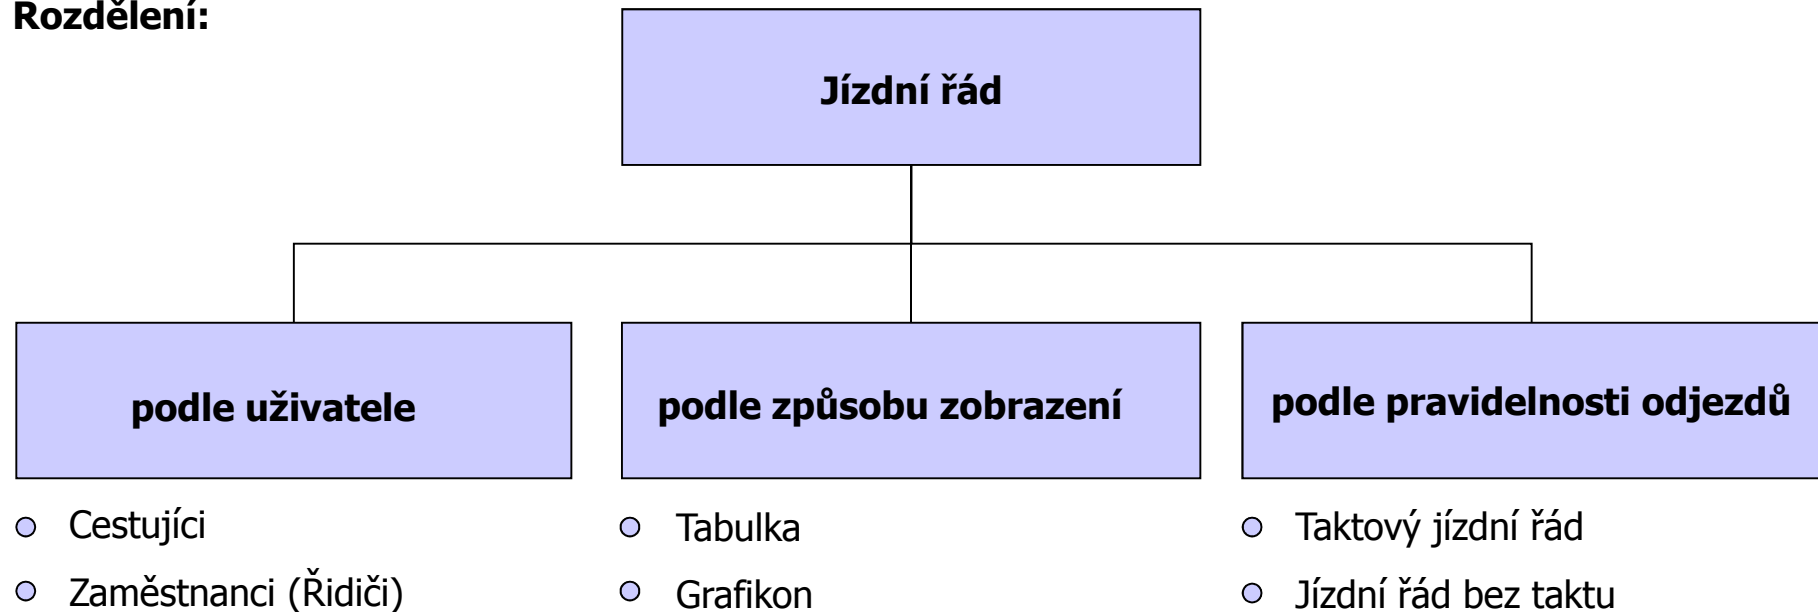 Rozdělení:
Jízdní řád
podle uživatele
podle způsobu zobrazení
podle pravidelnosti odjezdů
Cestujíci
Zaměstnanci (Řidiči)
Tabulka
Grafikon
Taktový jízdní řád
Jízdní řád bez taktu